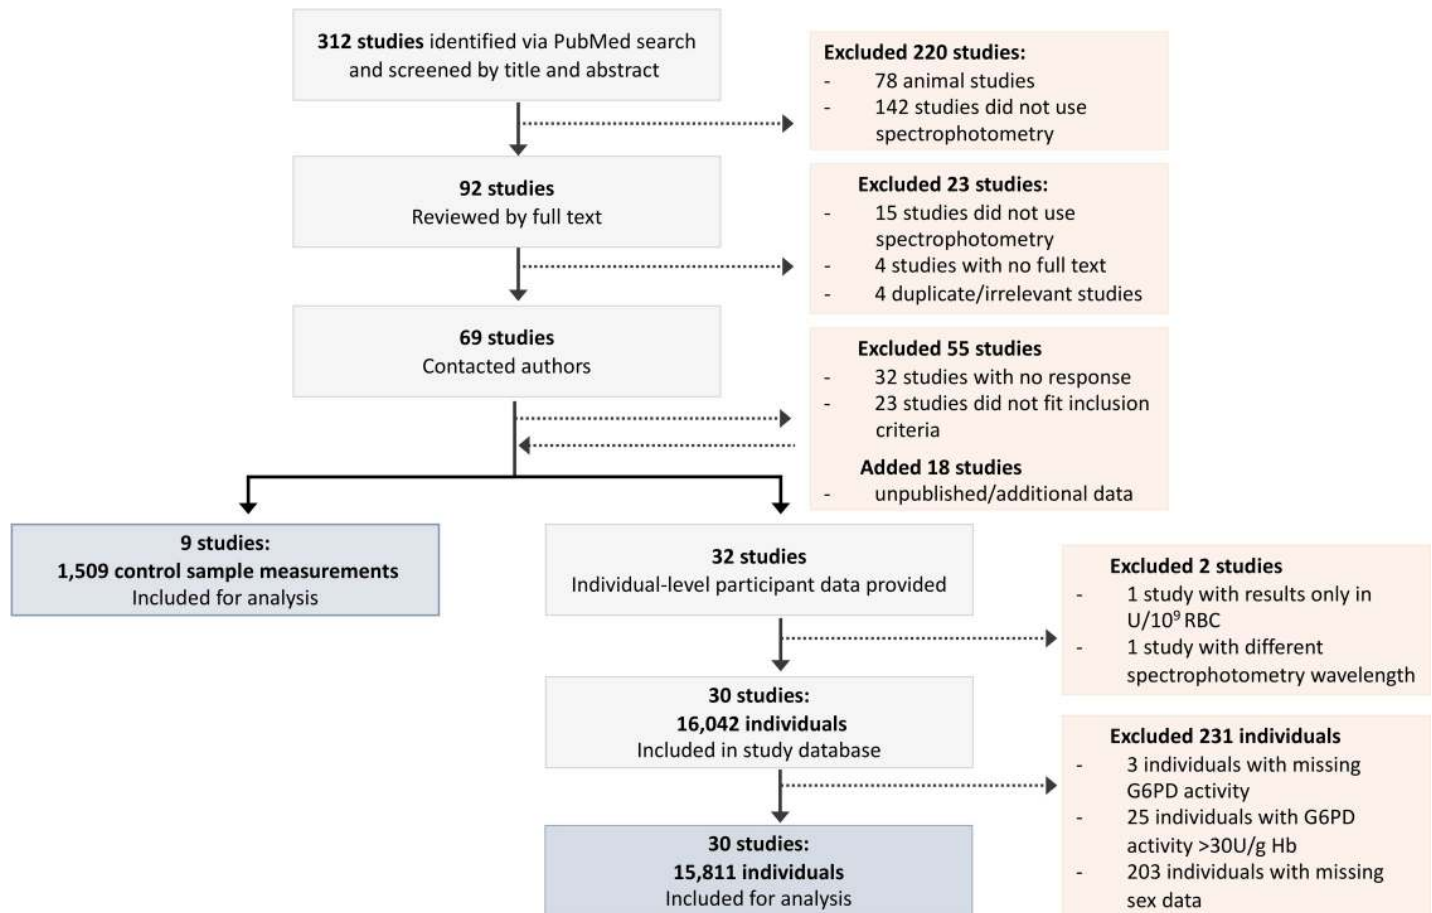 312 studies identified via PubMed search
and screened by title and abstract
Excluded 220 studies:
- 78 animal studies
- 142 studies did not use
spectrophotometry
92 studies
Reviewed by full text
Excluded 23 studies:
- 15 studies did not use
spectrophotometry
- 4 studies with no full text
- 4 duplicate/irrelevant studies
69 studies
Contacted authors
Excluded 55 studies
- 32 studies with no response
- 23 studies did not fit inclusion
criteria
Added 18 studies
- unpublished/additional data
9 studies:
1,509 control sample measurements
Included for analysis
32 studies
Individual-level participant data provided
Excluded 2 studies
- 1 study with results only in
U/10⁹ RBC
- 1 study with different
spectrophotometry wavelength
30 studies:
16,042 individuals
Included in study database
Excluded 231 individuals
- 3 individuals with missing
G6PD activity
- 25 individuals with G6PD
activity >30U/g Hb
- 203 individuals with missing
sex data
30 studies:
15,811 individuals
Included for analysis